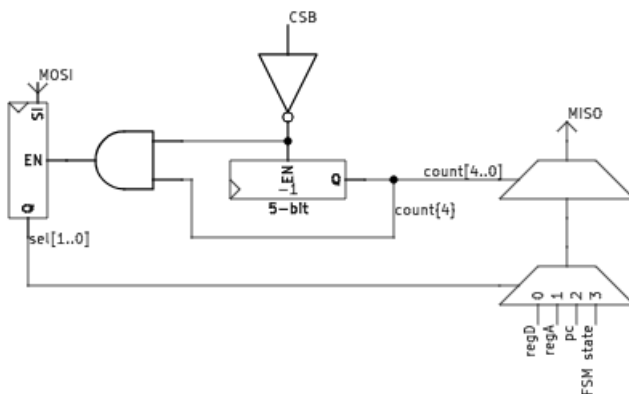 CSB
MOSI
MISO
SI
EN
EN
-1
Q
count[4..0]
5-bit
count{4}
Q
sel[1..0]
0 1 2 3
regD
regA
pc
FSM state